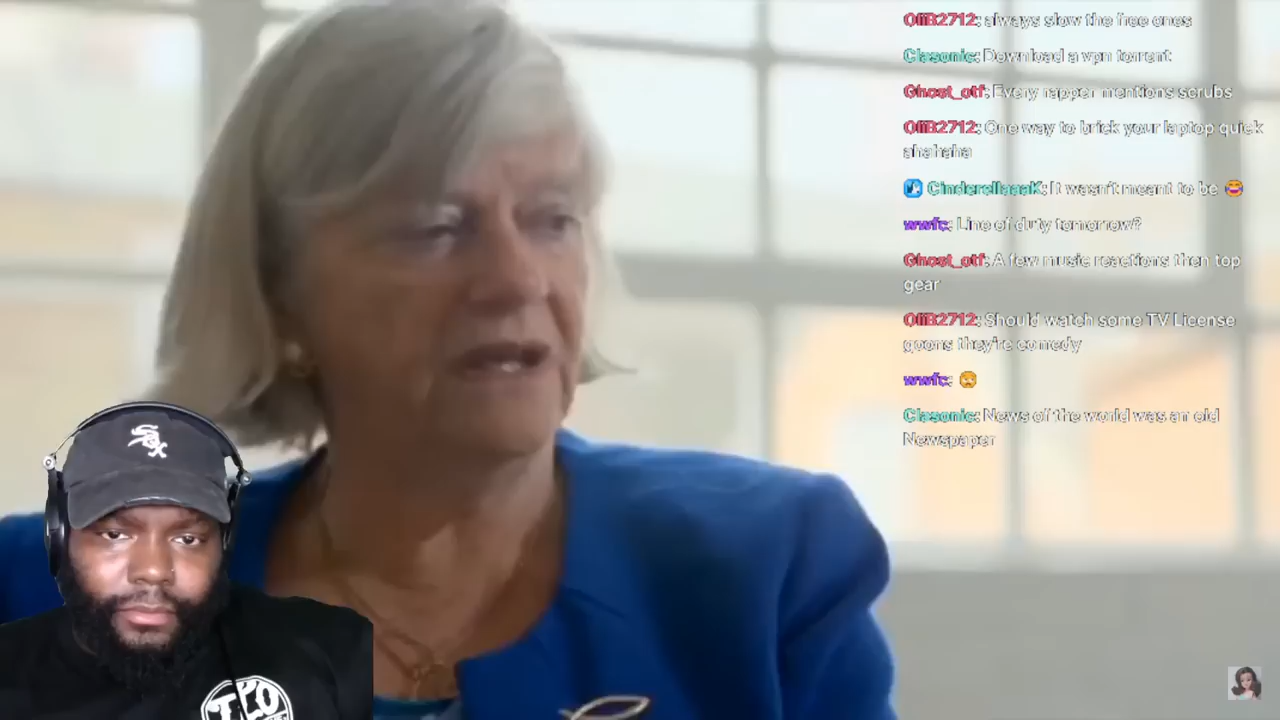 OlliB2712: always slow the free ones
Clasonic: Download a vpn torrent
Ghost_otf: Every rapper mentions scrubs
OlliB2712: One way to brick your laptop quick
ahahaha
CinderellaaaK: It wasn't meant to be 😂
wwfc: Line of duty tomorrow?
Ghost_otf: A few music reactions then top
gear
OlliB2712: Should watch some TV License
goons they're comedy
wwfc: 😁
Clasonic: News of the world was an old
Newspaper
Sox